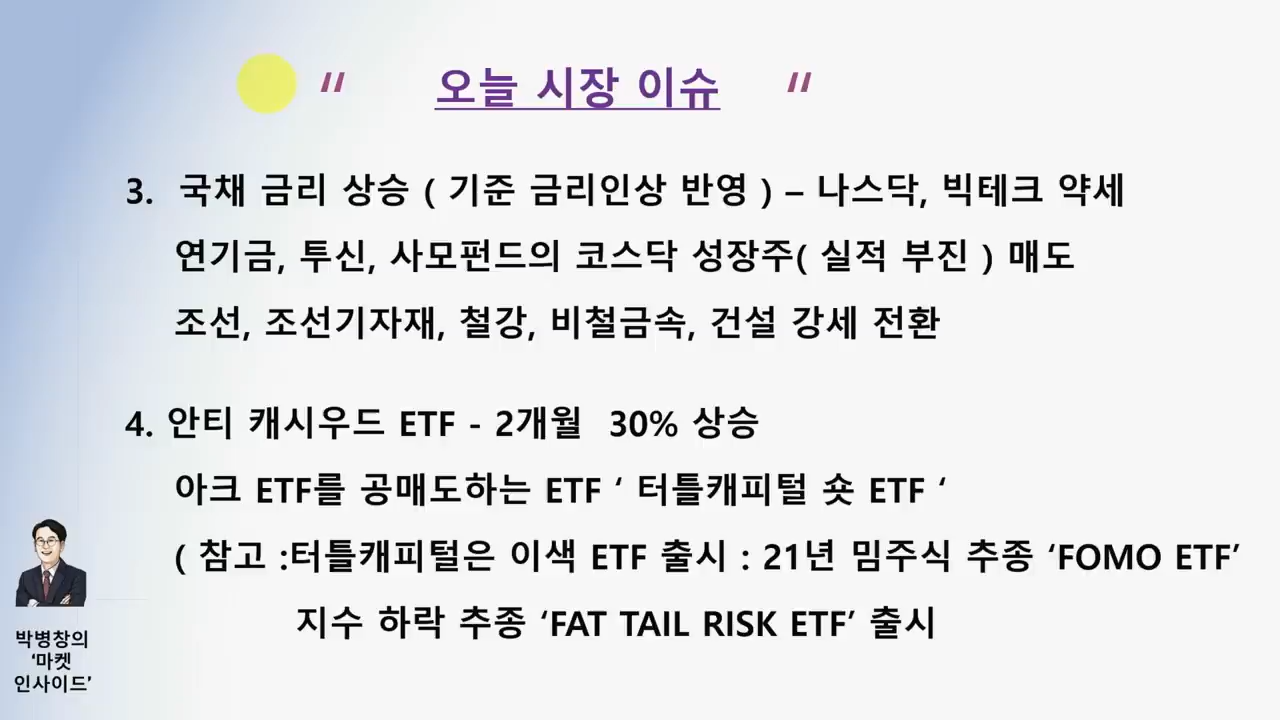 〃 오늘 시장 이슈 〃
3. 국채 금리 상승 ( 기준 금리인상 반영 ) – 나스닥, 빅테크 약세
연기금, 투신, 사모펀드의 코스닥 성장주( 실적 부진 ) 매도
조선, 조선기자재, 철강, 비철금속, 건설 강세 전환
4. 안티 캐시우드 ETF - 2개월 30% 상승
아크 ETF를 공매도하는 ETF ‘ 터틀캐피털 숏 ETF ‘
( 참고 :터틀캐피털은 이색 ETF 출시 : 21년 밈주식 추종 ‘FOMO ETF’
지수 하락 추종 ‘FAT TAIL RISK ETF’ 출시
박병창의
‘마켓
인사이드’